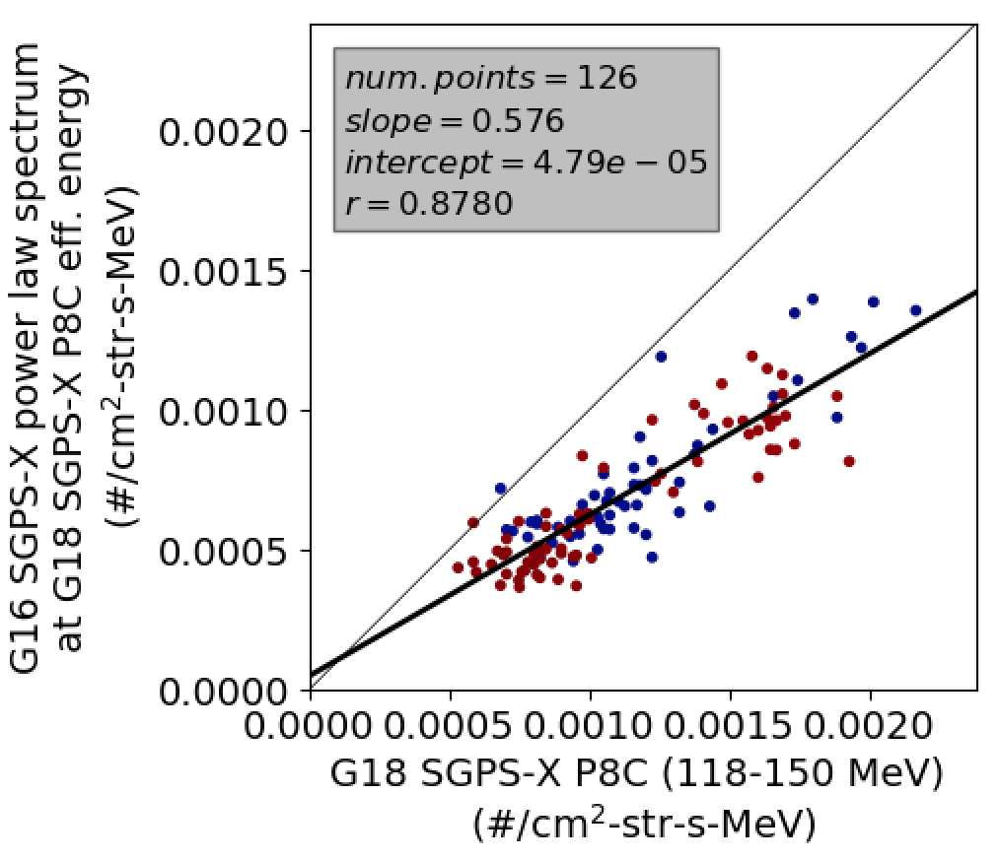 num.points = 126
slope = 0.576
intercept = 4.79e − 05
r = 0.8780
G16 SGPS-X power law spectrum
at G18 SGPS-X P8C eff. energy
(#/cm²-str-s-MeV)
0.0020
0.0015
0.0010
0.0005
0.0000
0.0000 0.0005 0.0010 0.0015 0.0020
G18 SGPS-X P8C (118-150 MeV)
(#/cm²-str-s-MeV)